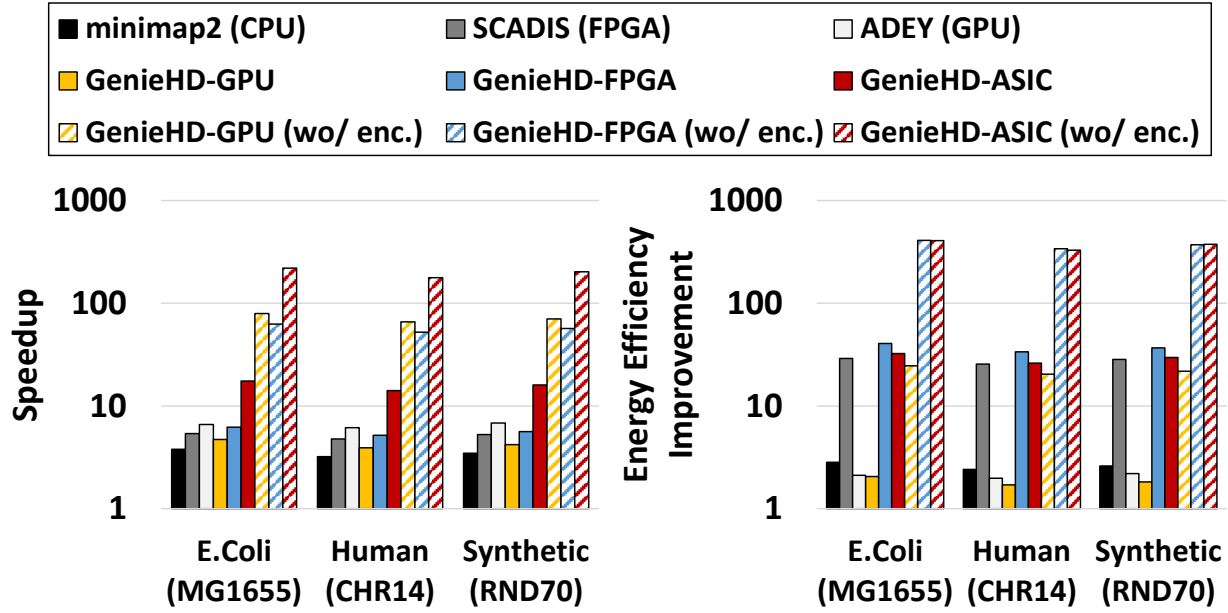 minimap2 (CPU) SCADIS (FPGA) ADEY (GPU)
GenieHD-GPU GenieHD-FPGA GenieHD-ASIC
GenieHD-GPU (wo/ enc.) GenieHD-FPGA (wo/ enc.) GenieHD-ASIC (wo/ enc.)
Speedup
1000
100
10
1
E.Coli Human Synthetic
(MG1655) (CHR14) (RND70)
Energy Efficiency
Improvement
1000
100
10
1
E.Coli Human Synthetic
(MG1655) (CHR14) (RND70)